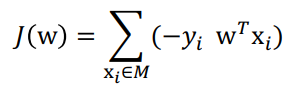 J(w) = ∑_{xᵢ∈M} (−yᵢ wᵀxᵢ)